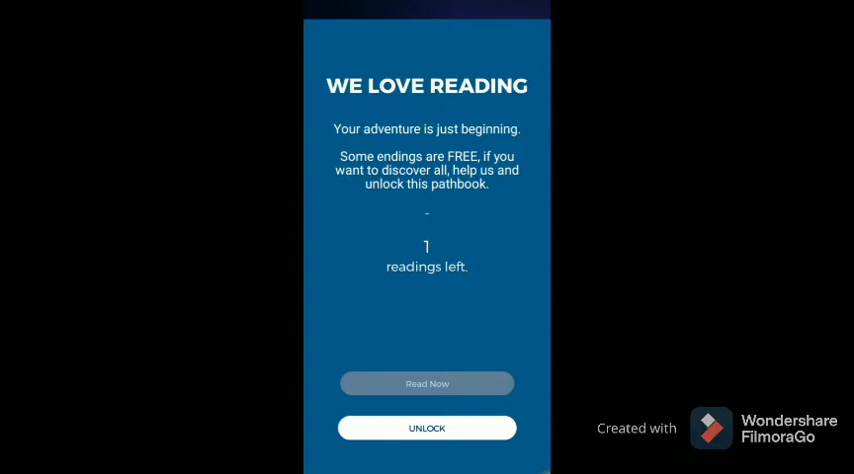 WE LOVE READING
Your adventure is just beginning.
Some endings are FREE, if you
want to discover all, help us and
unlock this pathbook.
-
1
readings left.
Read Now
UNLOCK
Created with
Wondershare
FilmoraGo